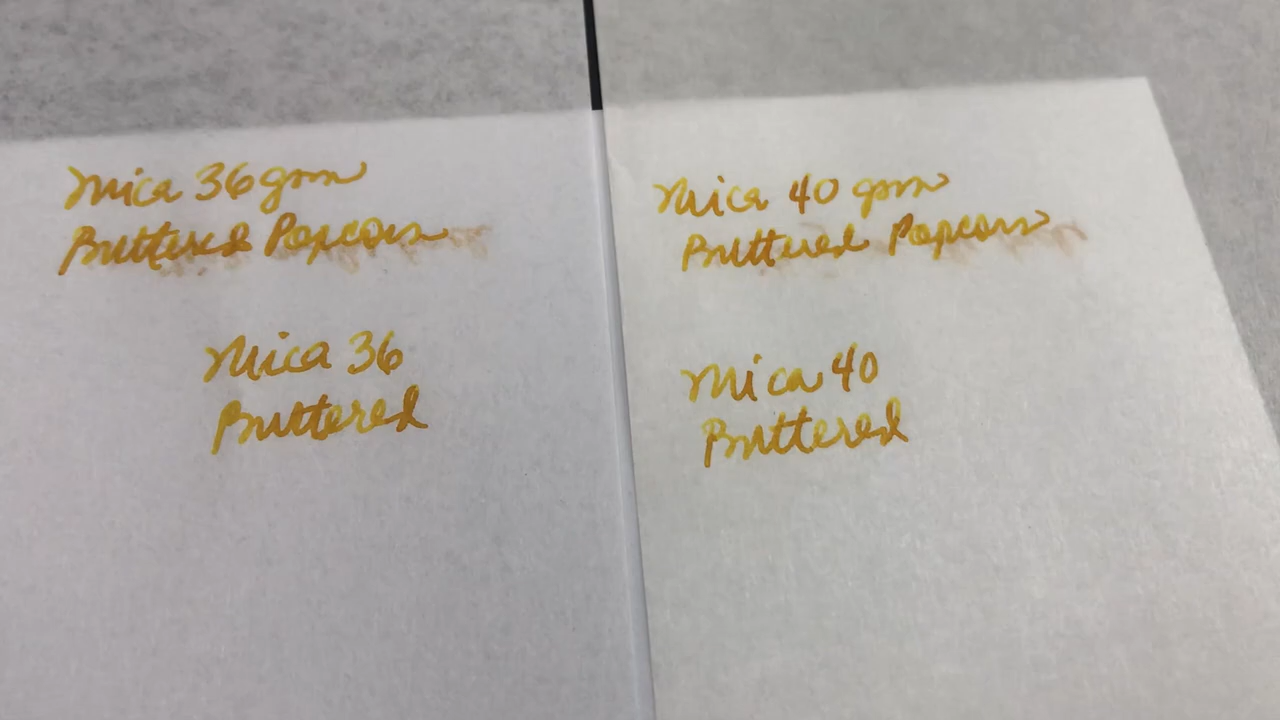 Mica 36 gsm
Buttered Popcorn
Mica 36
Buttered
Mica 40 gsm
Buttered Popcorn
Mica 40
Buttered